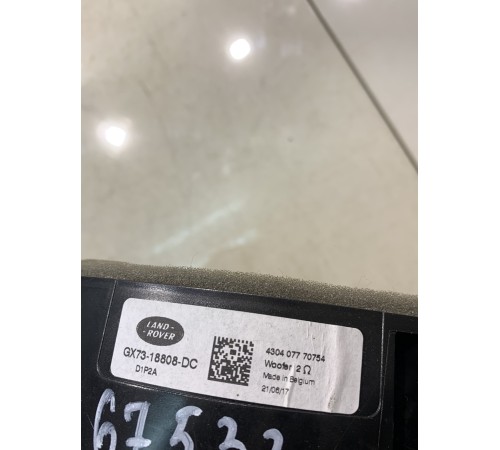 LAND-
ROVER
GX73-18808-DC
D1P2A
4304 077 70754
Woofer 2 Ω
Made in Belgium
21/06/17
67532